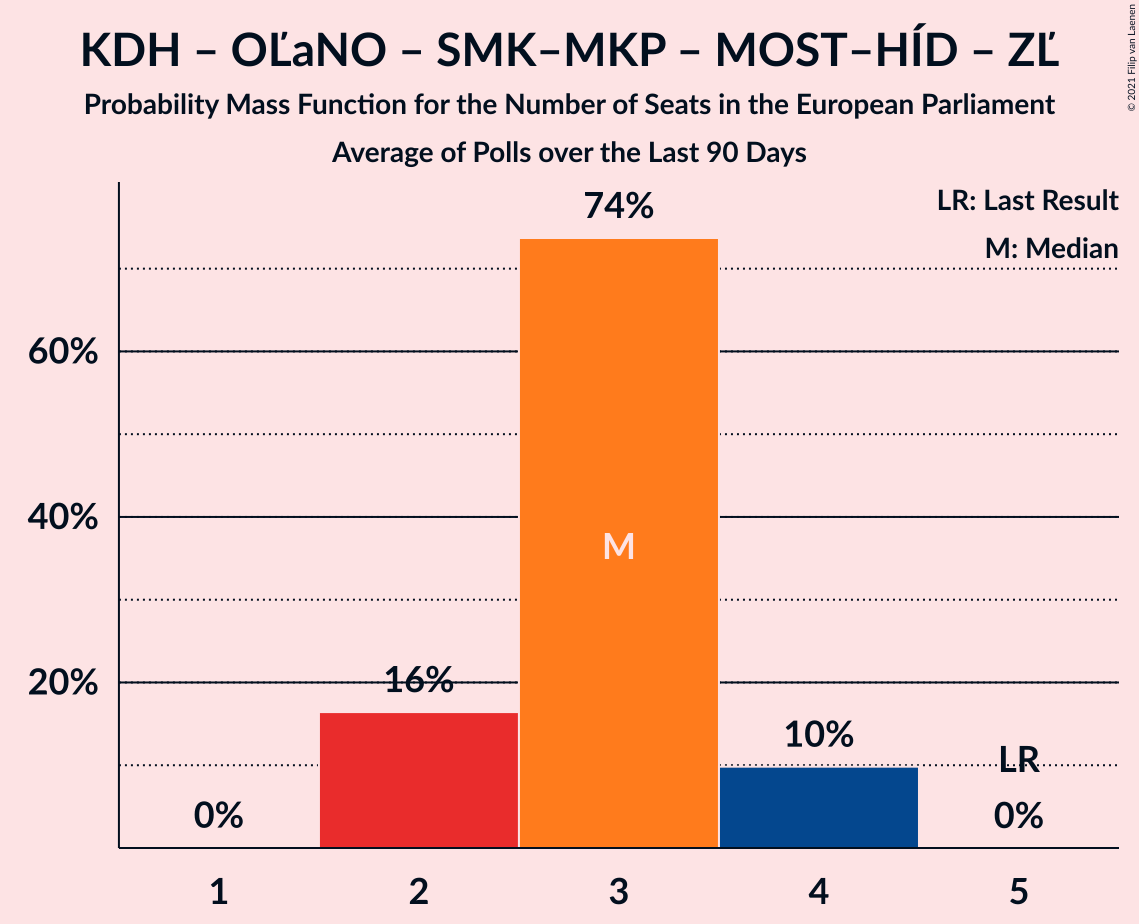 KDH – OĽaNO – SMK–MKP – MOST–HÍD – ZĽ
Probability Mass Function for the Number of Seats in the European Parliament
Average of Polls over the Last 90 Days
© 2021 Filip van Laenen
LR: Last Result
M: Median
74%
60%
40%
20%
M
16%
10%
LR
0%
0%
1
2
3
4
5